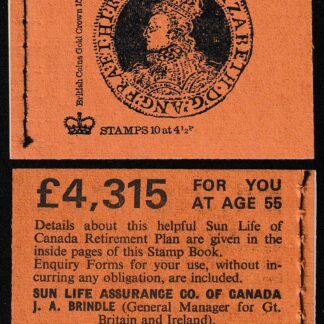 ZABETH·D·G·ANG·FRA·ET·HI·R
British Coins Gold Crown
STAMPS 10 at 4½P
£4,315 FOR YOU
AT AGE 55
Details about this helpful Sun Life of
Canada Retirement Plan are given in the
inside pages of this Stamp Book.
Enquiry Forms for your use, without in-
curring any obligation, are included.
SUN LIFE ASSURANCE CO. OF CANADA
J. A. BRINDLE (General Manager for Gt.
Britain and Ireland).